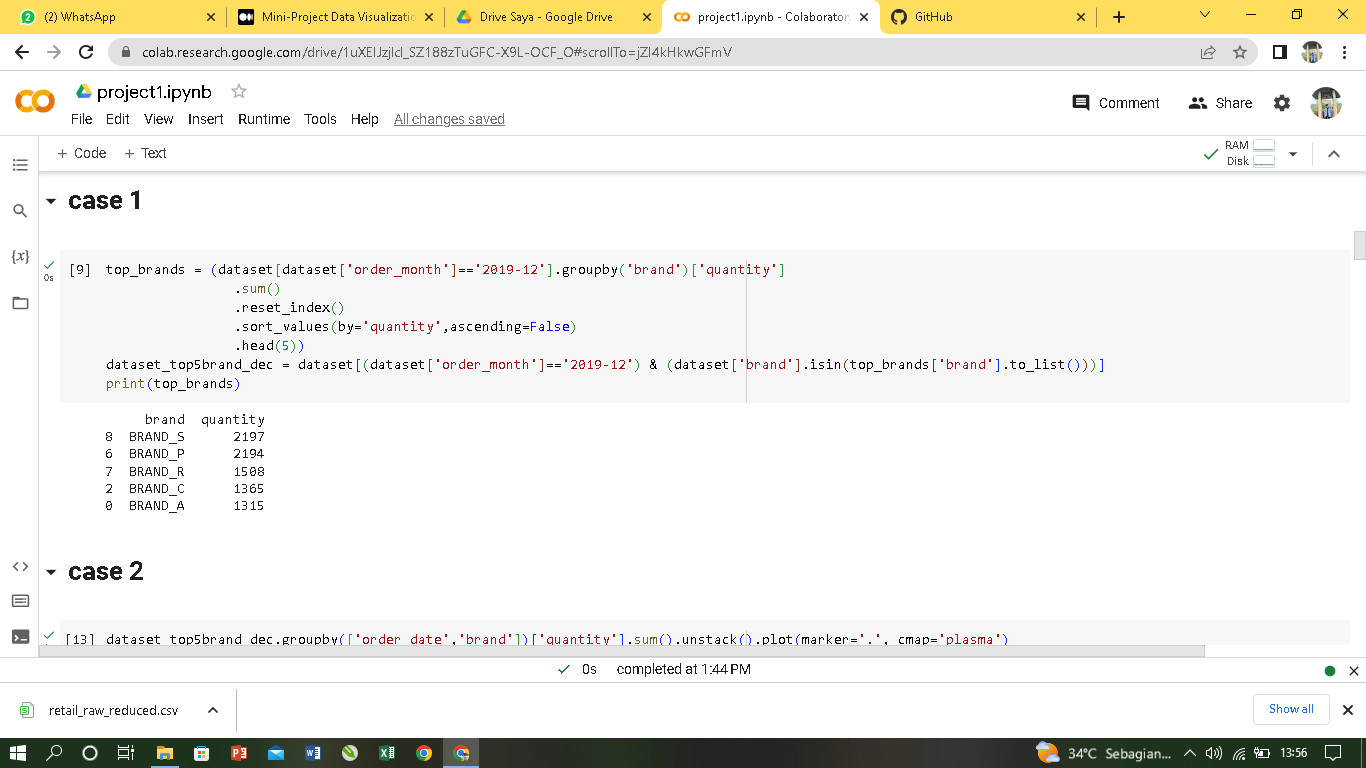 (2) WhatsApp
Mini-Project Data Visualizatio
Drive Saya - Google Drive
project1.ipynb - Colaboratory
GitHub
colab.research.google.com/drive/1uXEIJzjlcI_SZ188zTuGFC-X9L-OCF_O#scrollTo=jZI4kHkwGFmV
project1.ipynb
Comment
Share
File Edit View Insert Runtime Tools Help All changes saved
+ Code + Text
RAM
Disk
case 1
0s
[9] top_brands = (dataset[dataset['order_month']=='2019-12'].groupby('brand')['quantity']
.sum()
.reset_index()
.sort_values(by='quantity',ascending=False)
.head(5))
dataset_top5brand_dec = dataset[(dataset['order_month']=='2019-12') & (dataset['brand'].isin(top_brands['brand'].to_list()))]
print(top_brands)
brand quantity
8 BRAND_S 2197
6 BRAND_P 2194
7 BRAND_R 1508
2 BRAND_C 1365
0 BRAND_A 1315
case 2
[13] dataset_top5brand_dec.groupby(['order_date','brand'])['quantity'].sum().unstack().plot(marker='.', cmap='plasma')
0s completed at 1:44 PM
retail_raw_reduced.csv
Show all
34°C Sebagian...
13:56